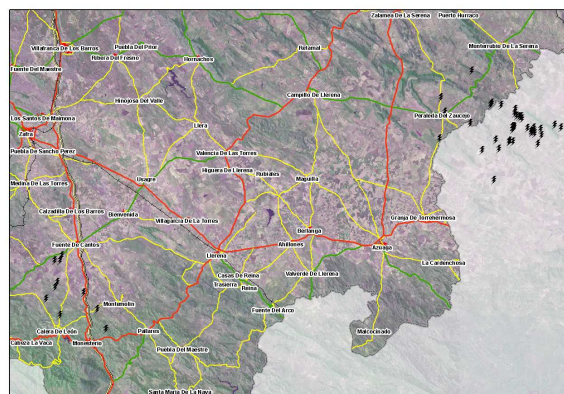 Zalamea De La Serena
Puerto Hurraco
Villafranca De Los Barros
Puebla Del Prior
Retamal
Monterrubio De La Serena
Ribera Del Fresno
Hornachos
Fuente Del Maestre
Campillo De Llerena
Hinojosa Del Valle
Los Santos De Maimona
Peraleda Del Zaucejo
Llera
Zafra
Puebla De Sancho Perez
Valencia De Las Torres
Higuera De Llerena
Rubiales
Medina De Las Torres
Usagre
Maguilla
Calzadilla De Los Barros
Bienvenida
Villagarcia De La Torres
Granja De Torrehermosa
Berlanga
Fuente De Cantos
Ahillones
Azuaga
Llerena
La Cardenchosa
Casas De Reina
Valverde De Llerena
Trasierra
Reina
Montemolin
Fuente Del Arco
Calera De León
Pallares
Malcocinado
Cabeza La Vaca
Monesterio
Puebla Del Maestre
Santa Maria De La Nava